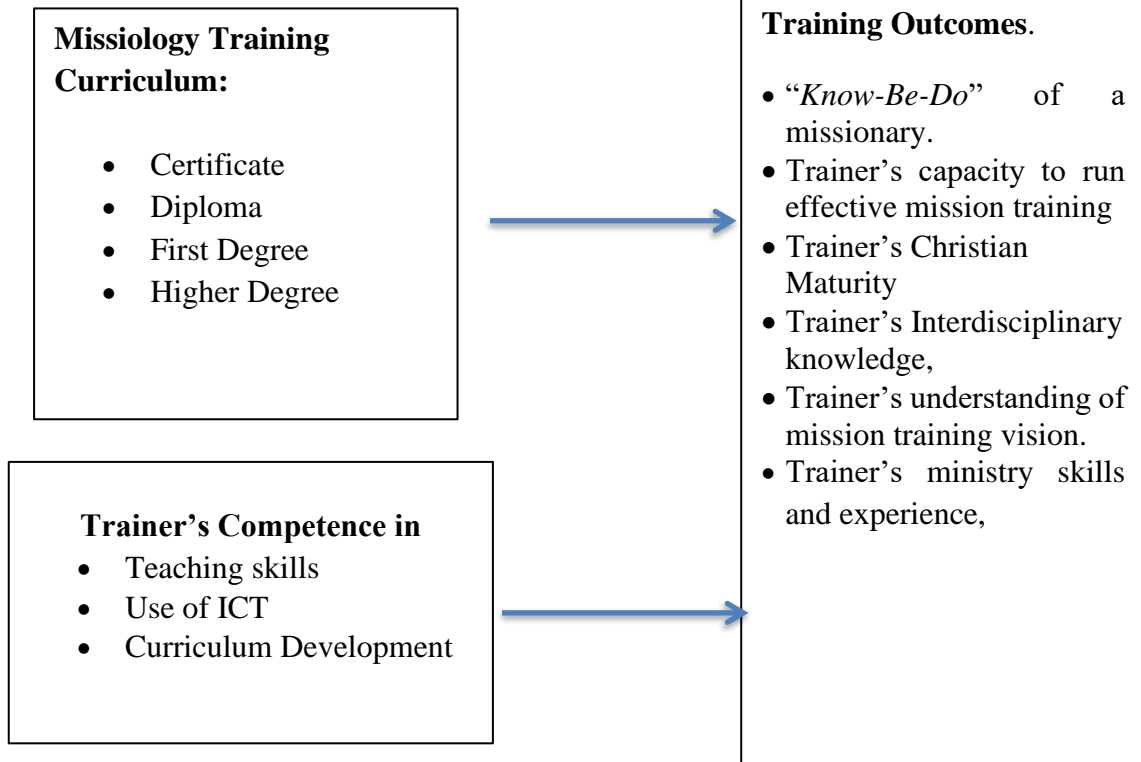 Missiology Training
Curriculum:
• Certificate
• Diploma
• First Degree
• Higher Degree
Trainer’s Competence in
• Teaching skills
• Use of ICT
• Curriculum Development
Training Outcomes.
• “Know-Be-Do” of a
missionary.
• Trainer’s capacity to run
effective mission training
• Trainer’s Christian
Maturity
• Trainer’s Interdisciplinary
knowledge,
• Trainer’s understanding of
mission training vision.
• Trainer’s ministry skills
and experience,